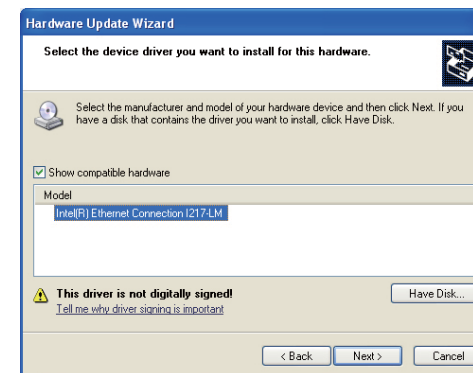 Hardware Update Wizard
Select the device driver you want to install for this hardware.
Select the manufacturer and model of your hardware device and then click Next. If you
have a disk that contains the driver you want to install, click Have Disk.
Show compatible hardware
Model
Intel(R) Ethernet Connection I217-LM
This driver is not digitally signed!
Have Disk...
Tell me why driver signing is important
< Back
Next >
Cancel